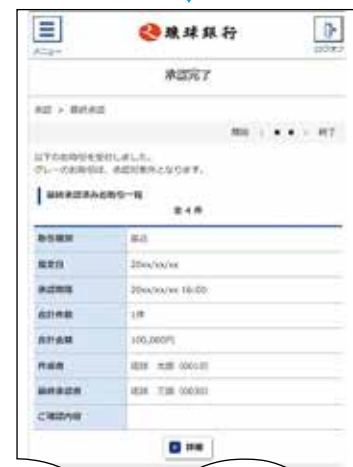 メニュー
琉球銀行
ログオフ
承認完了
承認 > 最終承認
開始 : ● ● : 終了
以下のお取引を受付しました。
グレーのお取引は、承認対象外となります。
最終承認済みお取引一覧
全4件
取引種別 振込
指定日 20xx/xx/xx
承認期限 20xx/xx/xx 16:00
合計件数 1件
合計金額 100,000円
作成者 琉球 太郎 (0010)
最終承認者 琉球 三郎 (0030)
ご確認内容
詳細